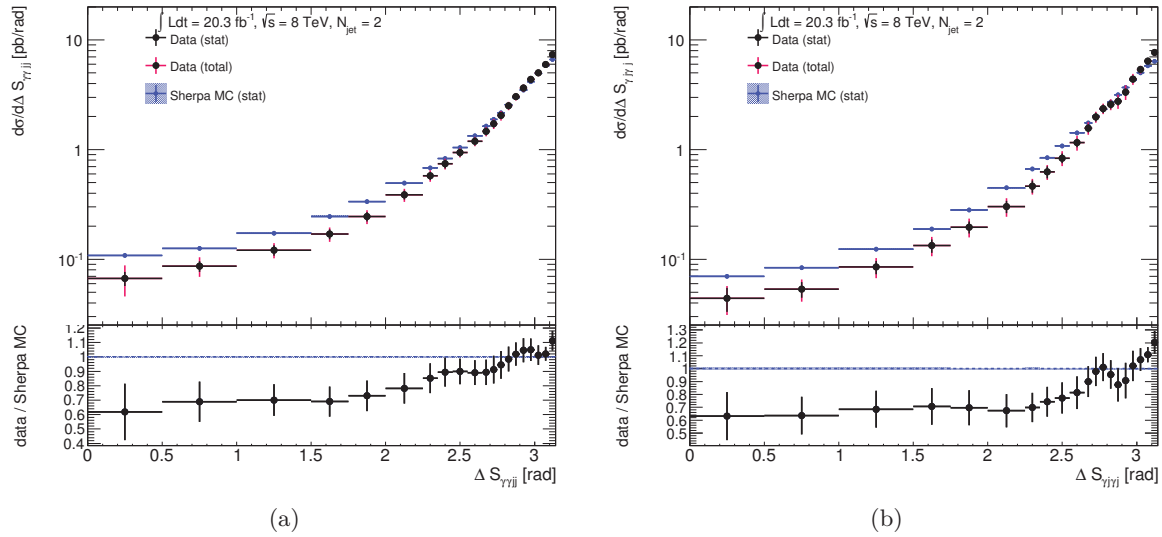 ∫ Ldt = 20.3 fb⁻¹, √s = 8 TeV, N_jet = 2
Data (stat)
Data (total)
Sherpa MC (stat)
dσ/dΔ S_γγ jj [pb/rad]
10
1
10⁻¹
data / Sherpa MC
1.2
1.1
1
0.9
0.8
0.7
0.6
0.5
0.4
0 0.5 1 1.5 2 2.5 3
Δ S_γγjj [rad]
(a)
∫ Ldt = 20.3 fb⁻¹, √s = 8 TeV, N_jet = 2
Data (stat)
Data (total)
Sherpa MC (stat)
dσ/dΔ S_γ jγ j [pb/rad]
10
1
10⁻¹
data / Sherpa MC
1.3
1.2
1.1
1
0.9
0.8
0.7
0.6
0.5
0 0.5 1 1.5 2 2.5 3
Δ S_γjγj [rad]
(b)